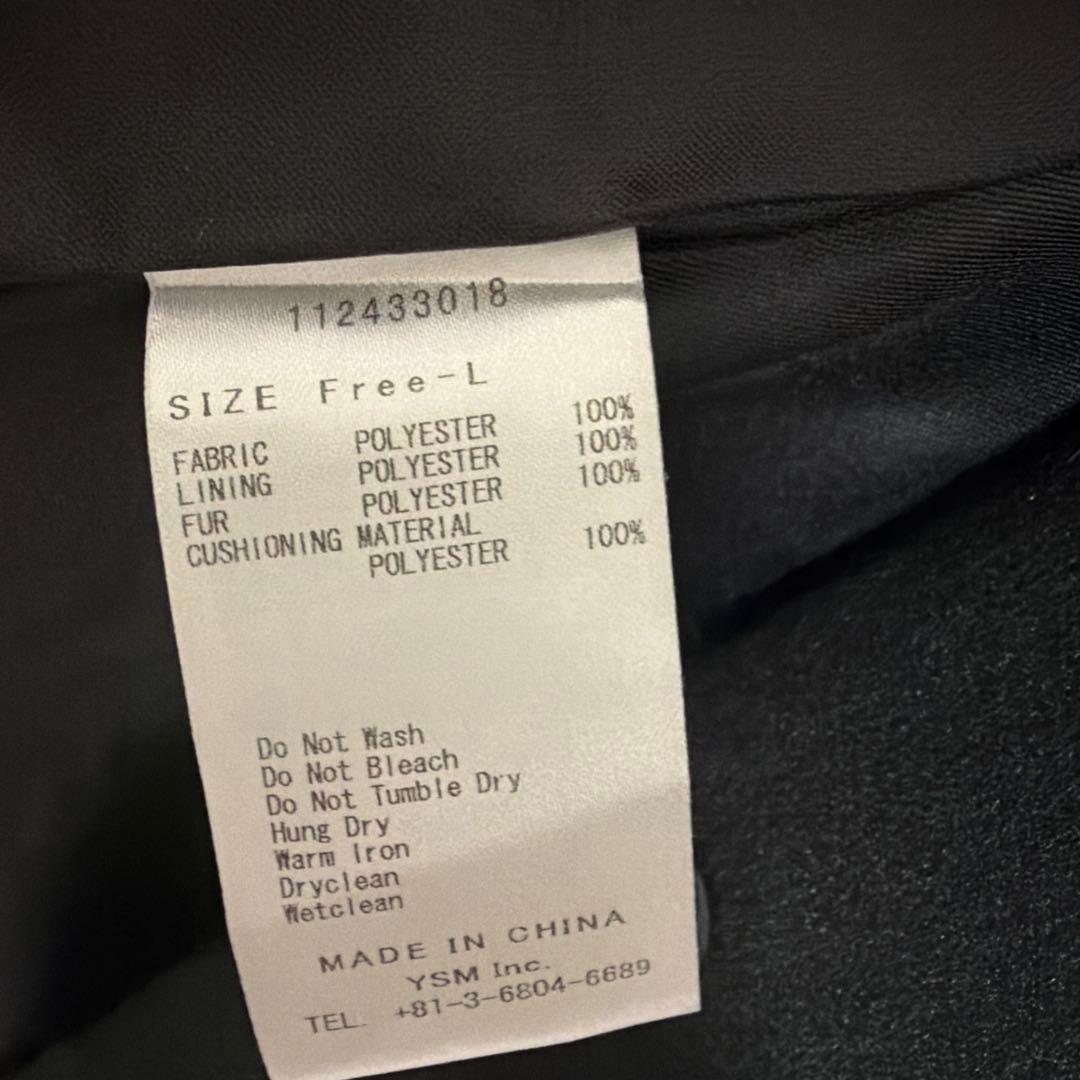 112433018
SIZE Free-L
FABRIC POLYESTER 100%
LINING POLYESTER 100%
FUR POLYESTER 100%
CUSHIONING MATERIAL
POLYESTER 100%
Do Not Wash
Do Not Bleach
Do Not Tumble Dry
Hung Dry
Warm Iron
Dryclean
Wetclean
MADE IN CHINA
YSM Inc.
TEL. +81-3-6804-6689